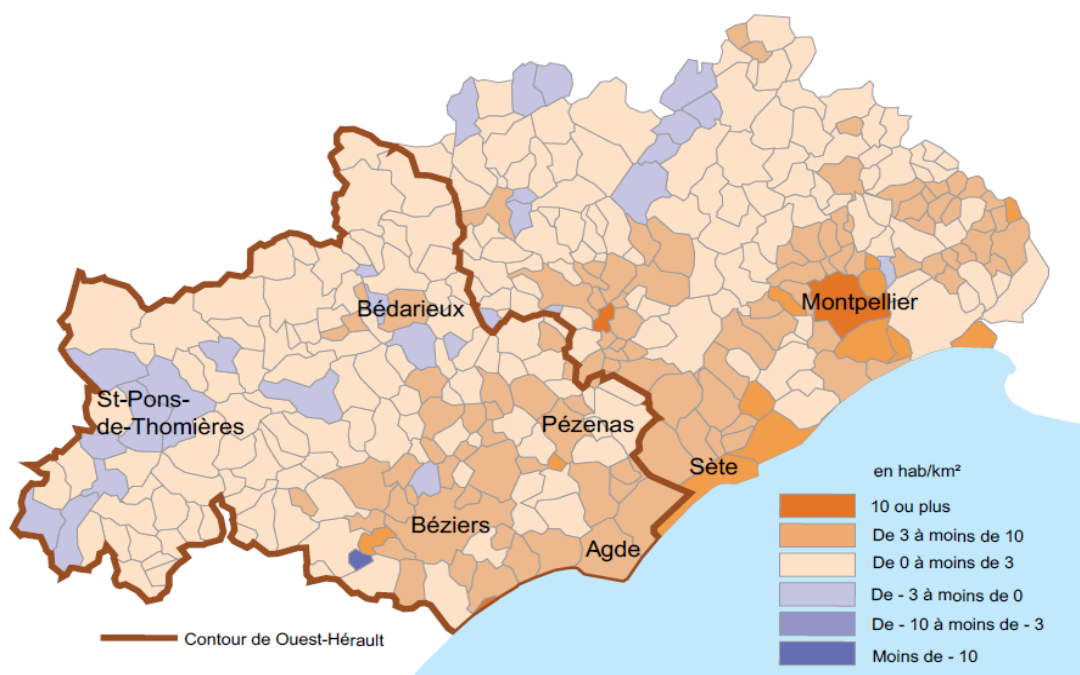 Bédarieux
Montpellier
St-Pons-
de-Thomières
Pézenas
Sète
Béziers
Agde
en hab/km²
10 ou plus
De 3 à moins de 10
De 0 à moins de 3
De - 3 à moins de 0
De - 10 à moins de - 3
Moins de - 10
Contour de Ouest-Hérault